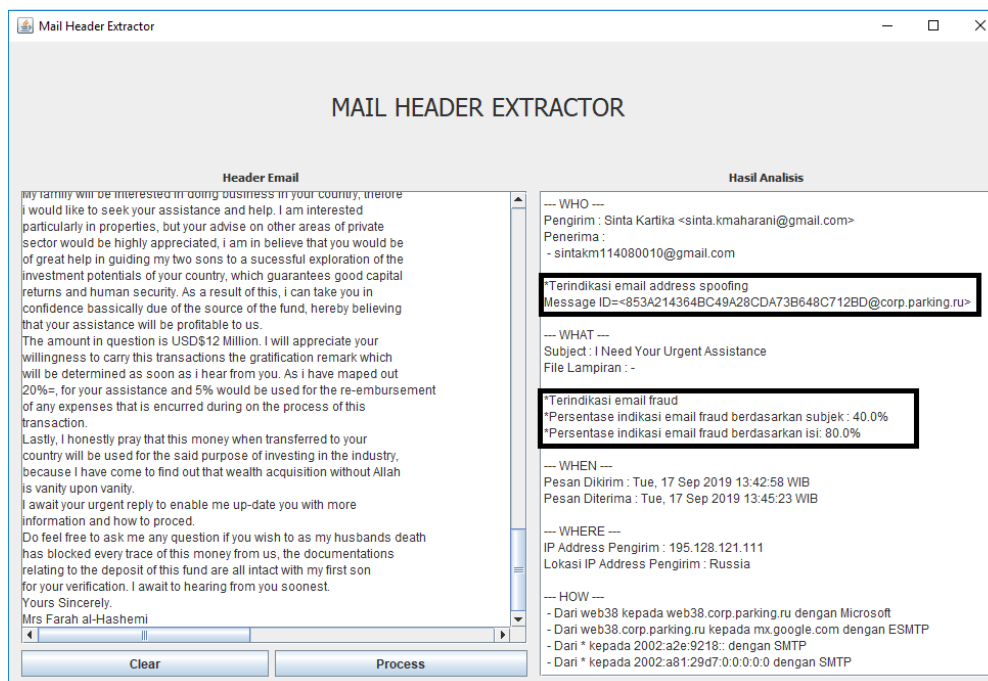 Mail Header Extractor
MAIL HEADER EXTRACTOR
Header Email
My family will be interested in doing business in your country, threfore
i would like to seek your assistance and help. I am interested
particularly in properties, but your advise on other areas of private
sector would be highly appreciated, i am in believe that you would be
of great help in guiding my two sons to a sucessful exploration of the
investment potentials of your country, which guarantees good capital
returns and human security. As a result of this, i can take you in
confidence bassically due of the source of the fund, hereby believing
that your assistance will be profitable to us.
The amount in question is USD$12 Million. I will appreciate your
willingness to carry this transactions the gratification remark which
will be determined as soon as i hear from you. As i have maped out
20%=, for your assistance and 5% would be used for the re-embursement
of any expenses that is encurred during on the process of this
transaction.
Lastly, I honestly pray that this money when transferred to your
country will be used for the said purpose of investing in the industry,
because I have come to find out that wealth acquisition without Allah
is vanity upon vanity.
I await your urgent reply to enable me up-date you with more
information and how to proced.
Do feel free to ask me any question if you wish to as my husbands death
has blocked every trace of this money from us, the documentations
relating to the deposit of this fund are all intact with my first son
for your verification. I await to hearing from you soonest.
Yours Sincerely.
Mrs Farah al-Hashemi
Clear
Process
Hasil Analisis
--- WHO ---
Pengirim : Sinta Kartika <sinta.kmaharani@gmail.com>
Penerima :
- sintakm114080010@gmail.com
*Terindikasi email address spoofing
Message ID=<853A214364BC49A28CDA73B648C712BD@corp.parking.ru>
--- WHAT ---
Subject : I Need Your Urgent Assistance
File Lampiran : -
*Terindikasi email fraud
*Persentase indikasi email fraud berdasarkan subjek : 40.0%
*Persentase indikasi email fraud berdasarkan isi: 80.0%
--- WHEN ---
Pesan Dikirim : Tue, 17 Sep 2019 13:42:58 WIB
Pesan Diterima : Tue, 17 Sep 2019 13:45:23 WIB
--- WHERE ---
IP Address Pengirim : 195.128.121.111
Lokasi IP Address Pengirim : Russia
--- HOW ---
- Dari web38 kepada web38.corp.parking.ru dengan Microsoft
- Dari web38.corp.parking.ru kepada mx.google.com dengan ESMTP
- Dari * kepada 2002:a2e:9218:: dengan SMTP
- Dari * kepada 2002:a81:29d7:0:0:0:0:0 dengan SMTP